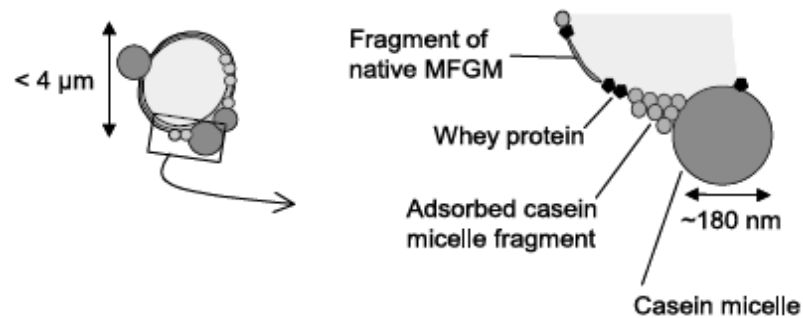 < 4 µm
Fragment of
native MFGM
Whey protein
Adsorbed casein
micelle fragment
~180 nm
Casein micelle